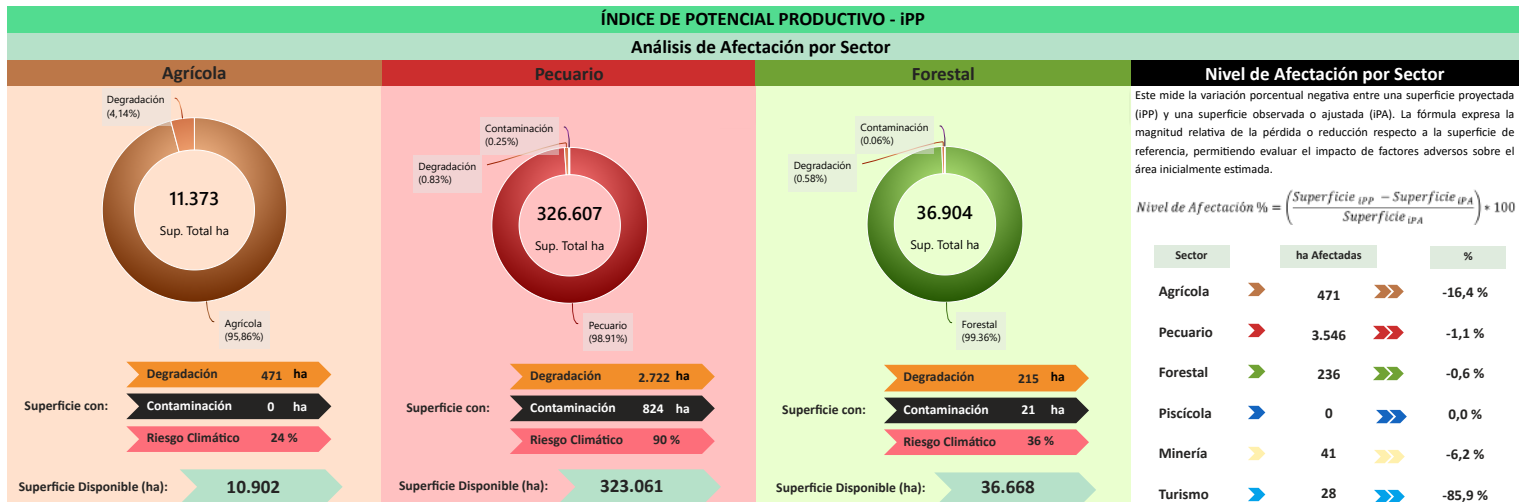 ÍNDICE DE POTENCIAL PRODUCTIVO - iPP
Análisis de Afectación por Sector
Agrícola
Degradación
(4,14%)
11.373
Sup. Total ha
Agrícola
(95,86%)
Superficie con:
Degradación 471 ha
Contaminación 0 ha
Riesgo Climático 24 %
Superficie Disponible (ha): 10.902
Pecuario
Contaminación
(0.25%)
Degradación
(0.83%)
326.607
Sup. Total ha
Pecuario
(98.91%)
Superficie con:
Degradación 2.722 ha
Contaminación 824 ha
Riesgo Climático 90 %
Superficie Disponible (ha): 323.061
Forestal
Contaminación
(0.06%)
Degradación
(0.58%)
36.904
Sup. Total ha
Forestal
(99.36%)
Superficie con:
Degradación 215 ha
Contaminación 21 ha
Riesgo Climático 36 %
Superficie Disponible (ha): 36.668
Nivel de Afectación por Sector
Este mide la variación porcentual negativa entre una superficie proyectada
(iPP) y una superficie observada o ajustada (iPA). La fórmula expresa la
magnitud relativa de la pérdida o reducción respecto a la superficie de
referencia, permitiendo evaluar el impacto de factores adversos sobre el
área inicialmente estimada.
Nivel de Afectación % = (Superficie iPP − Superficie iPA / Superficie iPA) * 100
Sector ha Afectadas %
Agrícola 471 -16,4 %
Pecuario 3.546 -1,1 %
Forestal 236 -0,6 %
Piscícola 0 0,0 %
Minería 41 -6,2 %
Turismo 28 -85,9 %